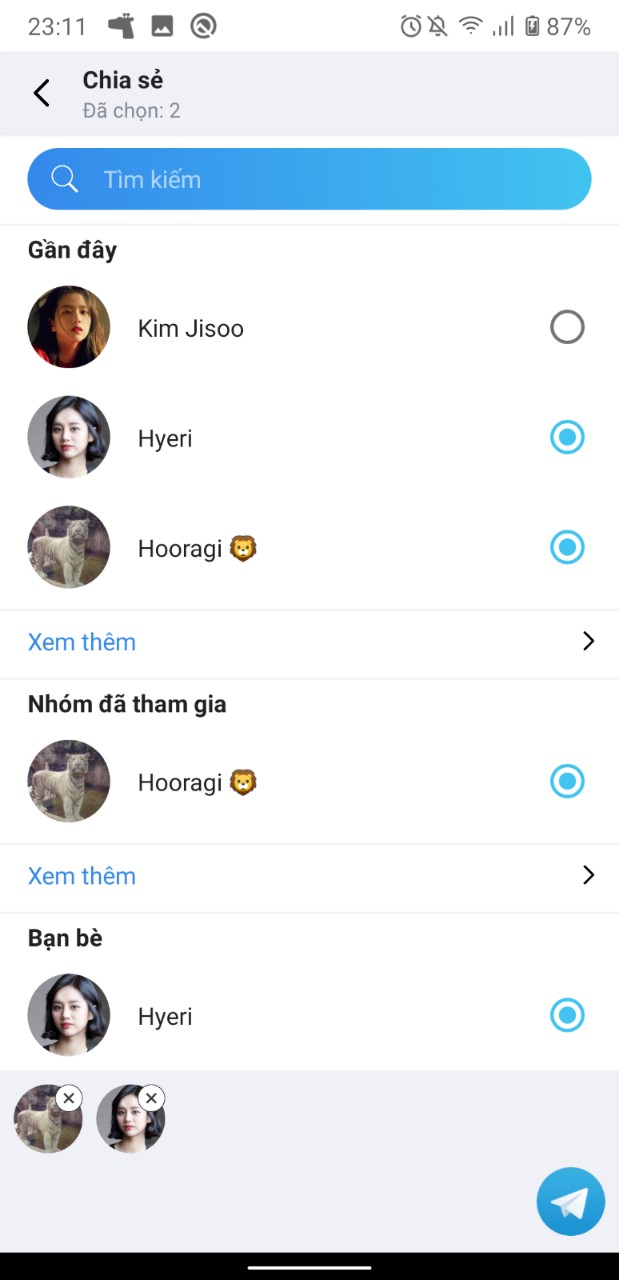 23:11
87%
Chia sẻ
Đã chọn: 2
Tìm kiếm
Gần đây
Kim Jisoo
Hyeri
Hooragi 🦁
Xem thêm
Nhóm đã tham gia
Hooragi 🦁
Xem thêm
Bạn bè
Hyeri